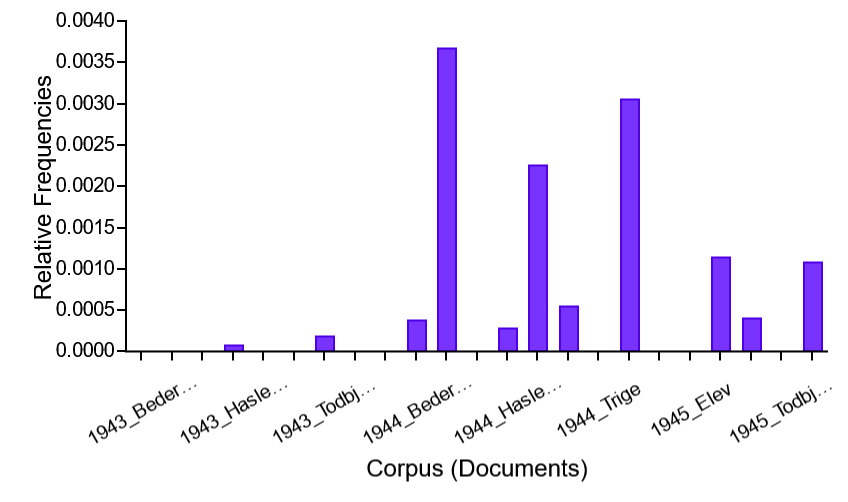 0.0040
0.0035
0.0030
0.0025
0.0020
0.0015
0.0010
0.0005
0.0000
Relative Frequencies
1943_Beder…
1943_Hasle…
1943_Todbj…
1944_Beder…
1944_Hasle…
1944_Trige
1945_Elev
1945_Todbj…
Corpus (Documents)